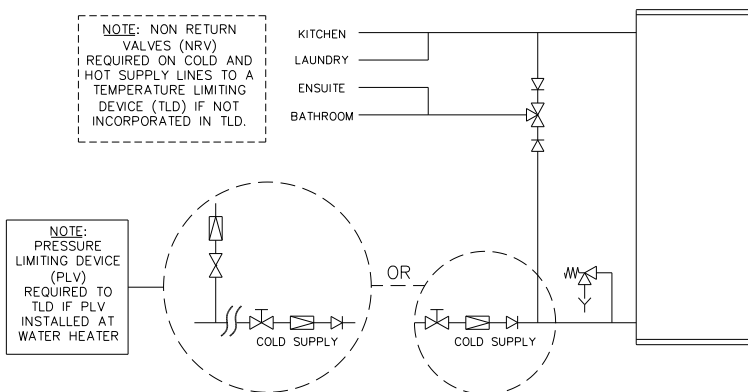 NOTE: NON RETURN
VALVES (NRV)
REQUIRED ON COLD AND
HOT SUPPLY LINES TO A
TEMPERATURE LIMITING
DEVICE (TLD) IF NOT
INCORPORATED IN TLD.
KITCHEN
LAUNDRY
ENSUITE
BATHROOM
NOTE:
PRESSURE
LIMITING DEVICE
(PLV)
REQUIRED TO
TLD IF PLV
INSTALLED AT
WATER HEATER
OR
COLD SUPPLY
COLD SUPPLY